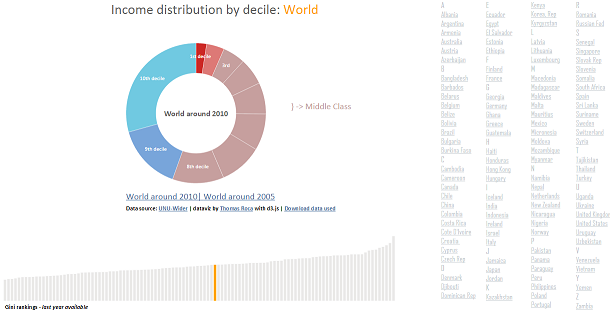 Income distribution by decile: World
1st decile
3rd
10th decile
World around 2010
} -> Middle Class
9th decile
8th decile
World around 2010| World around 2005
Data source: UNU-Wider | dataviz by Thomas Roca with d3.js | Download data used
Gini rankings - last year available
A
Albania
Argentina
Armenia
Australia
Austria
Azerbaijan
B
Bangladesh
Barbados
Belarus
Belgium
Belize
Bolivia
Brazil
Bulgaria
Burkina Faso
C
Cambodia
Cameroon
Canada
Chile
China
Colombia
Costa Rica
Cote D'Ivoire
Croatia
Cyprus
Czech Rep
D
Denmark
Djibouti
Dominican Rep
E
Ecuador
Egypt
El Salvador
Estonia
Ethiopia
F
Finland
France
G
Georgia
Germany
Ghana
Greece
Guatemala
H
Haiti
Honduras
Hong Kong
Hungary
I
Iceland
India
Indonesia
Ireland
Israel
Italy
J
Jamaica
Japan
Jordan
K
Kazakhstan
Kenya
Korea, Rep
Kyrgyzstan
L
Latvia
Lithuania
Luxembourg
M
Macedonia
Madagascar
Maldives
Malta
Mauritius
Mexico
Micronesia
Moldova
Mozambique
Myanmar
N
Namibia
Nepal
Netherlands
New Zealand
Nicaragua
Nigeria
Norway
P
Pakistan
Panama
Paraguay
Peru
Philippines
Poland
Portugal
R
Romania
Russian Fed
S
Senegal
Singapore
Slovak Rep
Slovenia
Somalia
South Africa
Spain
Sri Lanka
Suriname
Sweden
Switzerland
Syria
T
Tajikistan
Thailand
Turkey
U
Uganda
Ukraine
United Kingdom
United States
Uruguay
Uzbekistan
V
Venezuela
Vietnam
Y
Yemen
Z
Zambia